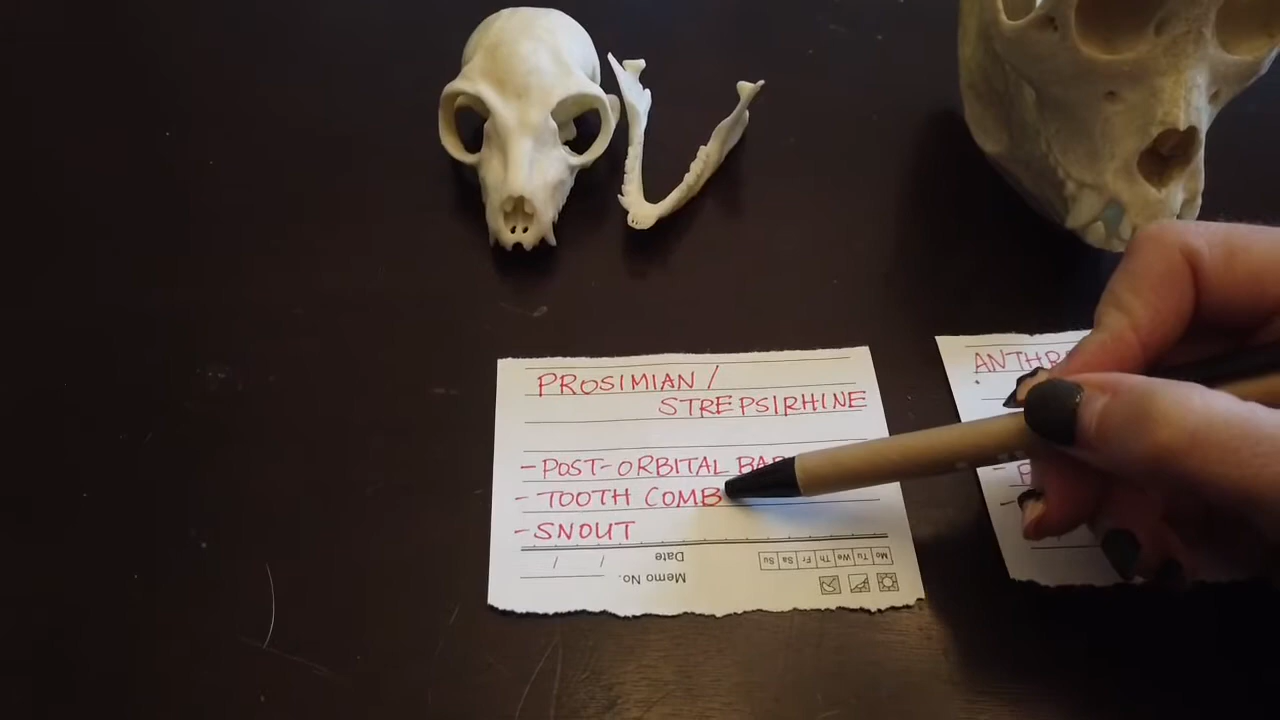 PROSIMIAN /
STREPSIRHINE
- POST-ORBITAL
- TOOTH COMB
- SNOUT
Memo No.
Date / /
Mo Tu We Th Fr Sa Su